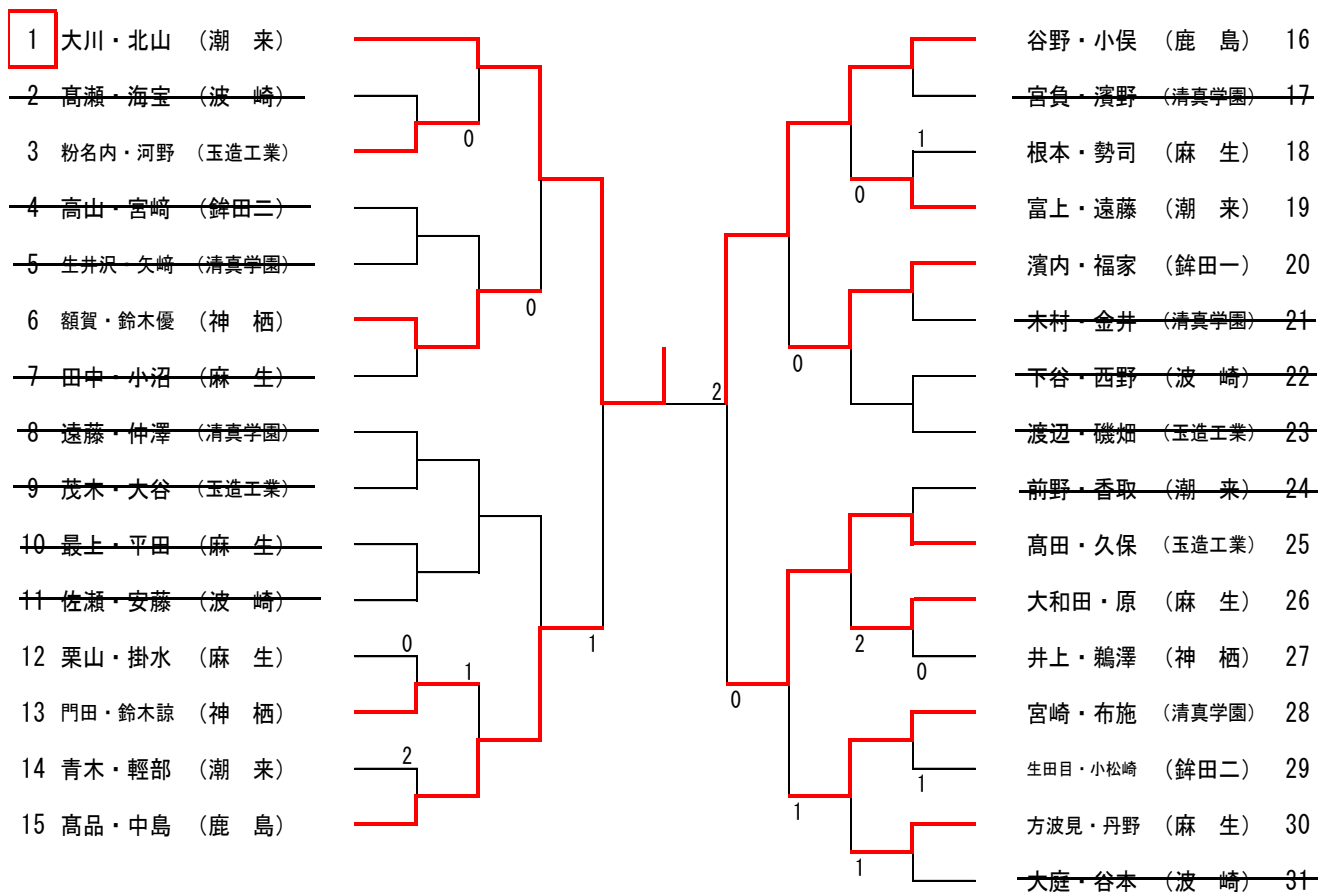 1 大川・北山 (潮 来)
2 髙瀬・海宝 (波 崎)
3 粉名内・河野 (玉造工業)
4 高山・宮﨑 (鉾田二)
5 生井沢・矢﨑 (清真学園)
6 額賀・鈴木優 (神 栖)
7 田中・小沼 (麻 生)
8 遠藤・仲澤 (清真学園)
9 茂木・大谷 (玉造工業)
10 最上・平田 (麻 生)
11 佐瀬・安藤 (波 崎)
12 栗山・掛水 (麻 生)
13 門田・鈴木諒 (神 栖)
14 青木・輕部 (潮 来)
15 髙品・中島 (鹿 島)
0
0
0
1
2
1
2
谷野・小俣 (鹿 島) 16
宮負・濱野 (清真学園) 17
根本・勢司 (麻 生) 18
富上・遠藤 (潮 来) 19
濱内・福家 (鉾田一) 20
木村・金井 (清真学園) 21
下谷・西野 (波 崎) 22
渡辺・磯畑 (玉造工業) 23
前野・香取 (潮 来) 24
髙田・久保 (玉造工業) 25
大和田・原 (麻 生) 26
井上・鵜澤 (神 栖) 27
宮崎・布施 (清真学園) 28
生田目・小松崎 (鉾田二) 29
方波見・丹野 (麻 生) 30
大庭・谷本 (波 崎) 31
1
0
0
2
0
0
1
1
1